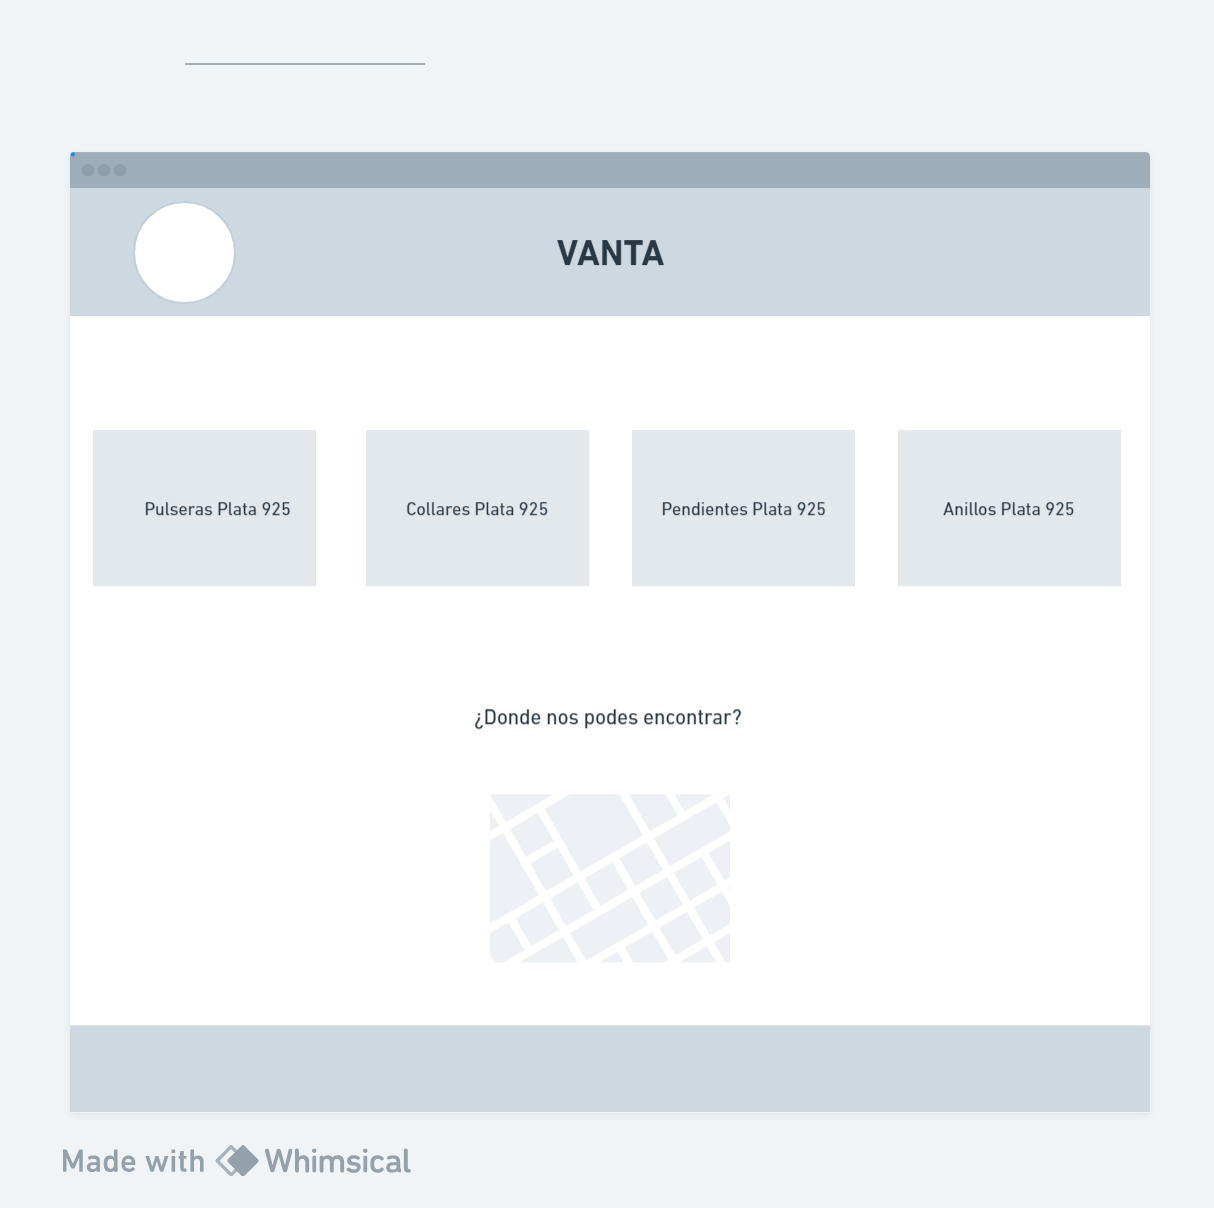 VANTA
Pulseras Plata 925
Collares Plata 925
Pendientes Plata 925
Anillos Plata 925
¿Donde nos podes encontrar?
Made with Whimsical